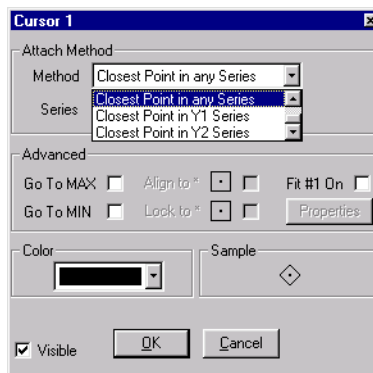 Cursor 1
Attach Method
Method Closest Point in any Series
Closest Point in any Series
Series Closest Point in Y1 Series
Closest Point in Y2 Series
Advanced
Go To MAX Align to * Fit #1 On
Go To MIN Lock to * Properties
Color Sample
Visible OK Cancel